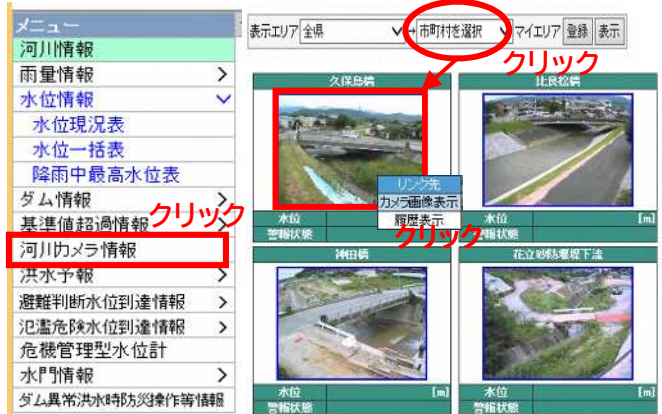 メニュー
河川情報
雨量情報 >
水位情報
水位現況表
水位一括表
降雨中最高水位表
ダム情報 >
基準値超過情報 >
クリック
河川カメラ情報
洪水予報 >
避難判断水位到達情報 >
氾濫危険水位到達情報 >
危機管理型水位計
水門情報 >
ダム異常洪水時防災操作等情報
表示エリア 全県 → 市町村を選択 マイエリア 登録 表示
クリック
久保鳥橋
比良松橋
リンク先
カメラ画像表示
履歴表示
クリック
水位
警報状態
水位 [m]
警報状態
神田橋
花立砂防堰堤下流
水位 [m]
警報状態
水位 [m]
警報状態